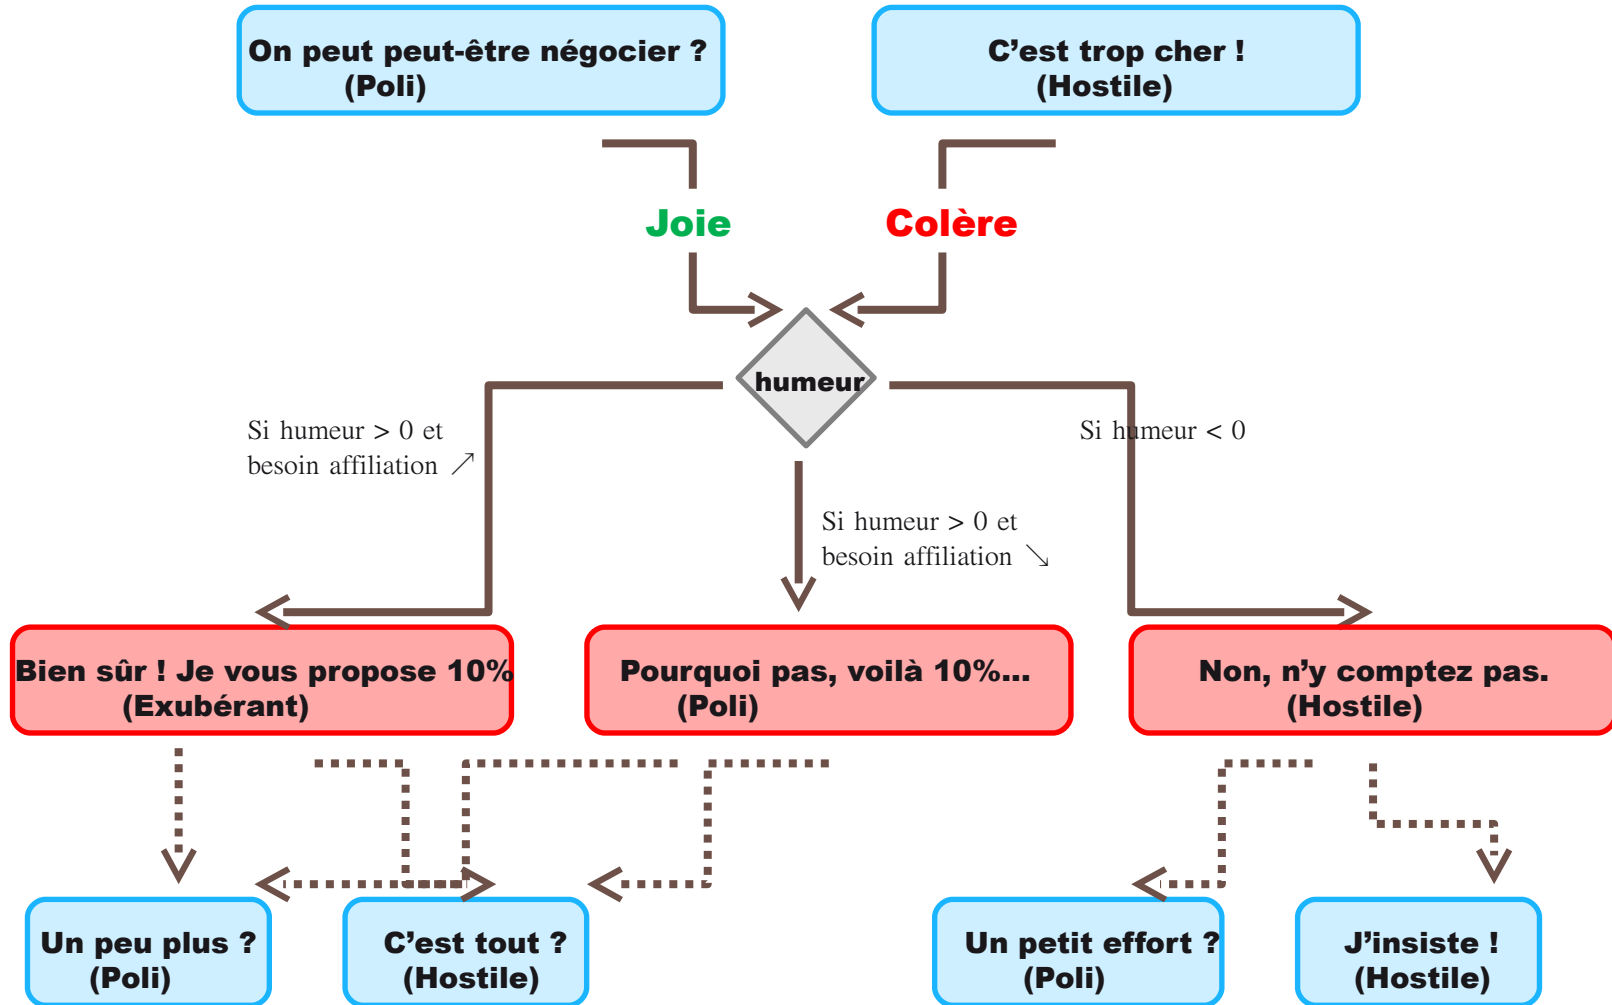 On peut peut-être négocier ?
(Poli)
C’est trop cher !
(Hostile)
Joie
Colère
humeur
Si humeur > 0 et
besoin affiliation ↗
Si humeur < 0
Si humeur > 0 et
besoin affiliation ↘
Bien sûr ! Je vous propose 10%
(Exubérant)
Pourquoi pas, voilà 10%...
(Poli)
Non, n’y comptez pas.
(Hostile)
Un peu plus ?
(Poli)
C’est tout ?
(Hostile)
Un petit effort ?
(Poli)
J’insiste !
(Hostile)